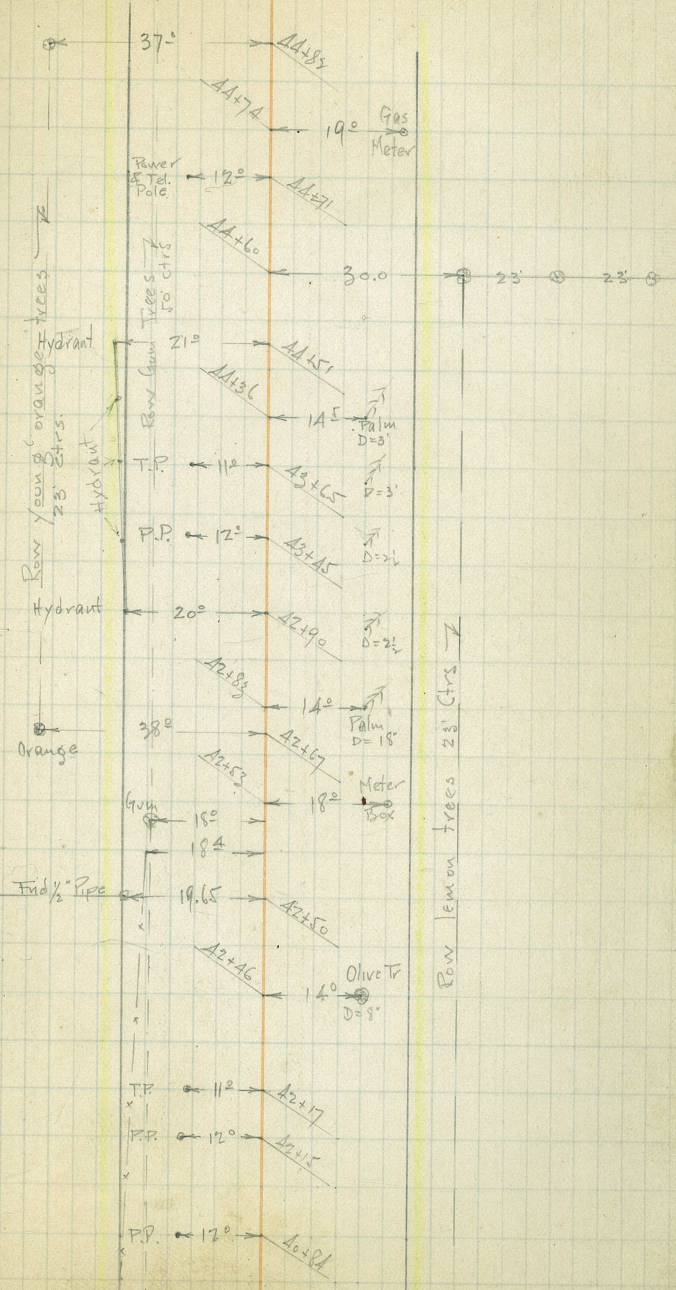 37.0
44+82
44+74
Gas
19.0
Meter
Power
& Tel.
Pole
12.0
44+71
44+60
30.0
23'
23'
Row Gum Trees
50' ctrs
Row young orange trees
23' Ctrs.
Hydrant
21.0
44+51
44+36
14.5
Palm
D=3'
Hydrant
T.P.
11.0
43+65
D=3'
P.P.
12.0
43+45
D=2½
Hydrant
20.0
42+90
D=2½
42+83
14.0
Palm
D=18"
38.0
Orange
42+67
42+53
Meter
18.0
Box
Gum
18.0
18.4
Row lemon trees 23' Ctrs
Fnd ½" Pipe
19.65
42+50
42+46
Olive Tr
14.0
D=8"
T.P.
11.0
42+17
P.P.
12.0
42+15
P.P.
12.0
40+84